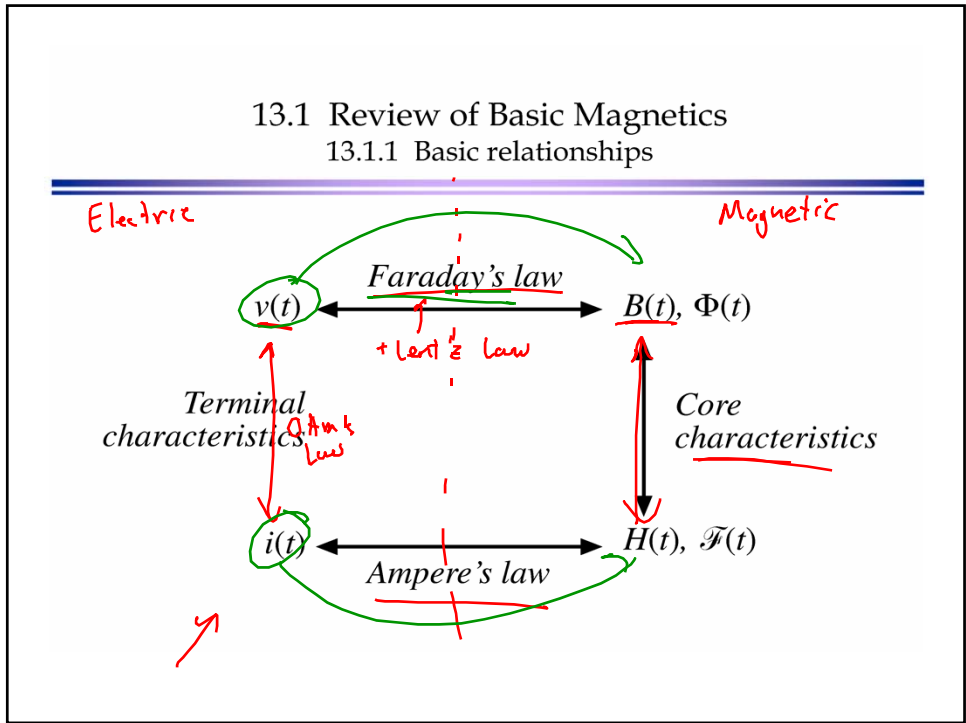 13.1 Review of Basic Magnetics
13.1.1 Basic relationships
Electric
Magnetic
Faraday's law
v(t)
B(t), Φ(t)
+ Lenz Law
Terminal
characteristics
Ohm's
Law
Core
characteristics
i(t)
H(t), ℱ(t)
Ampere's law